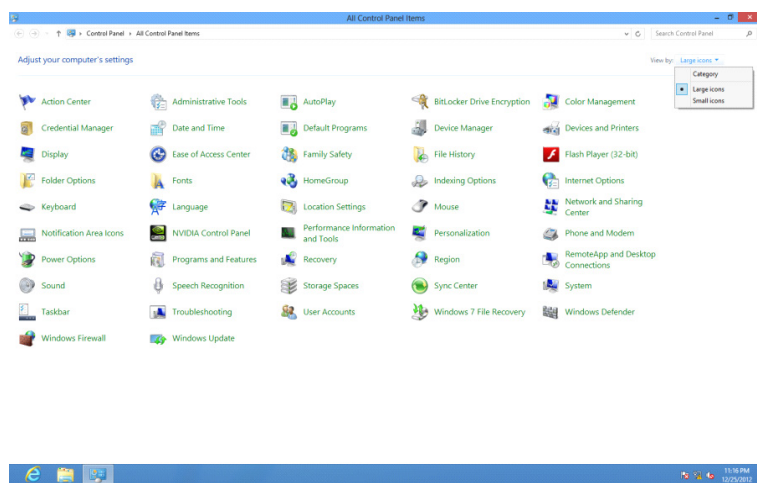 All Control Panel Items
Control Panel All Control Panel Items Search Control Panel
Adjust your computer's settings View by: Large icons
Category
Large icons
Small icons
Action Center Administrative Tools AutoPlay BitLocker Drive Encryption Color Management
Credential Manager Date and Time Default Programs Device Manager Devices and Printers
Display Ease of Access Center Family Safety File History Flash Player (32-bit)
Folder Options Fonts HomeGroup Indexing Options Internet Options
Keyboard Language Location Settings Mouse Network and Sharing
Center
Notification Area Icons NVIDIA Control Panel Performance Information
and Tools Personalization Phone and Modem
Power Options Programs and Features Recovery Region RemoteApp and Desktop
Connections
Sound Speech Recognition Storage Spaces Sync Center System
Taskbar Troubleshooting User Accounts Windows 7 File Recovery Windows Defender
Windows Firewall Windows Update
11:16 PM
12/25/2012